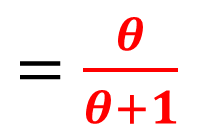 = θ/(θ+1)